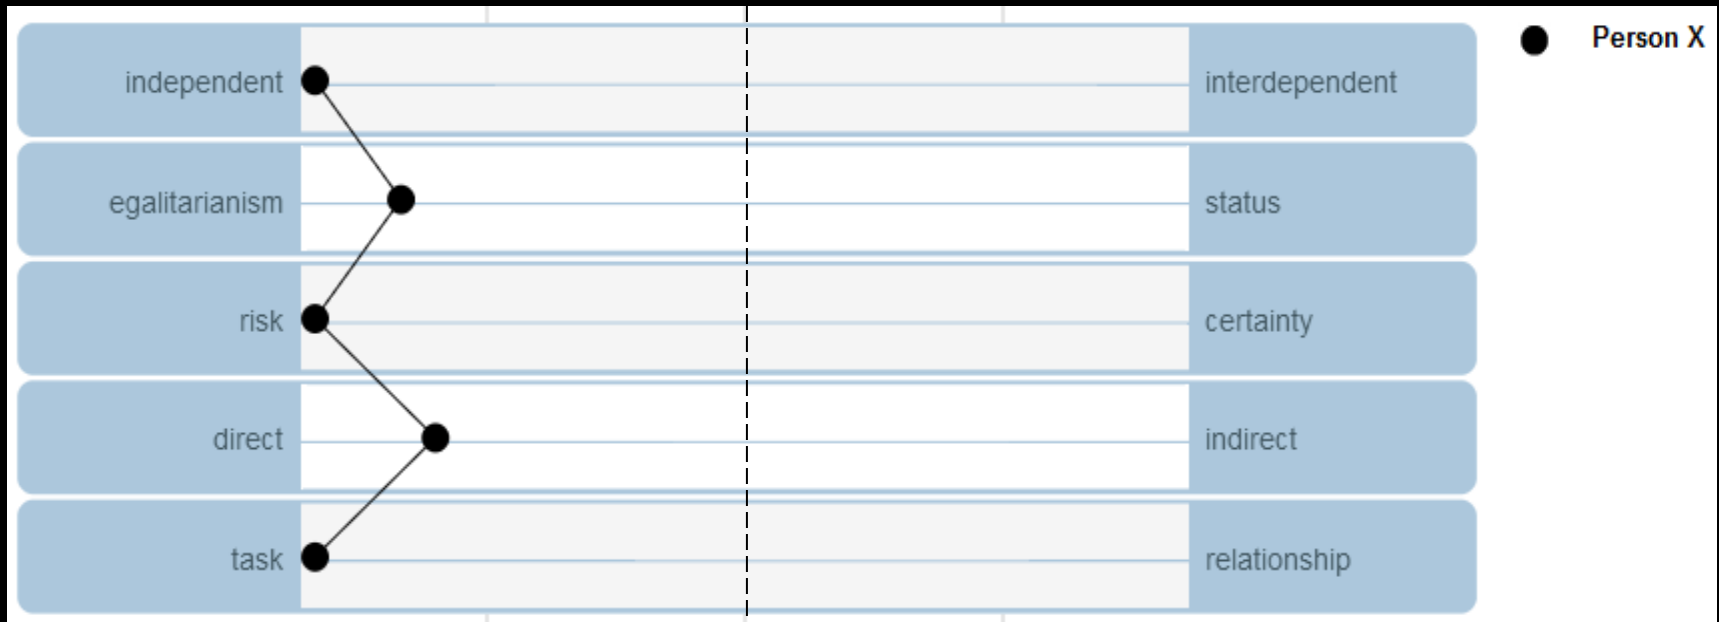 independent interdependent Person X
egalitarianism status
risk certainty
direct indirect
task relationship